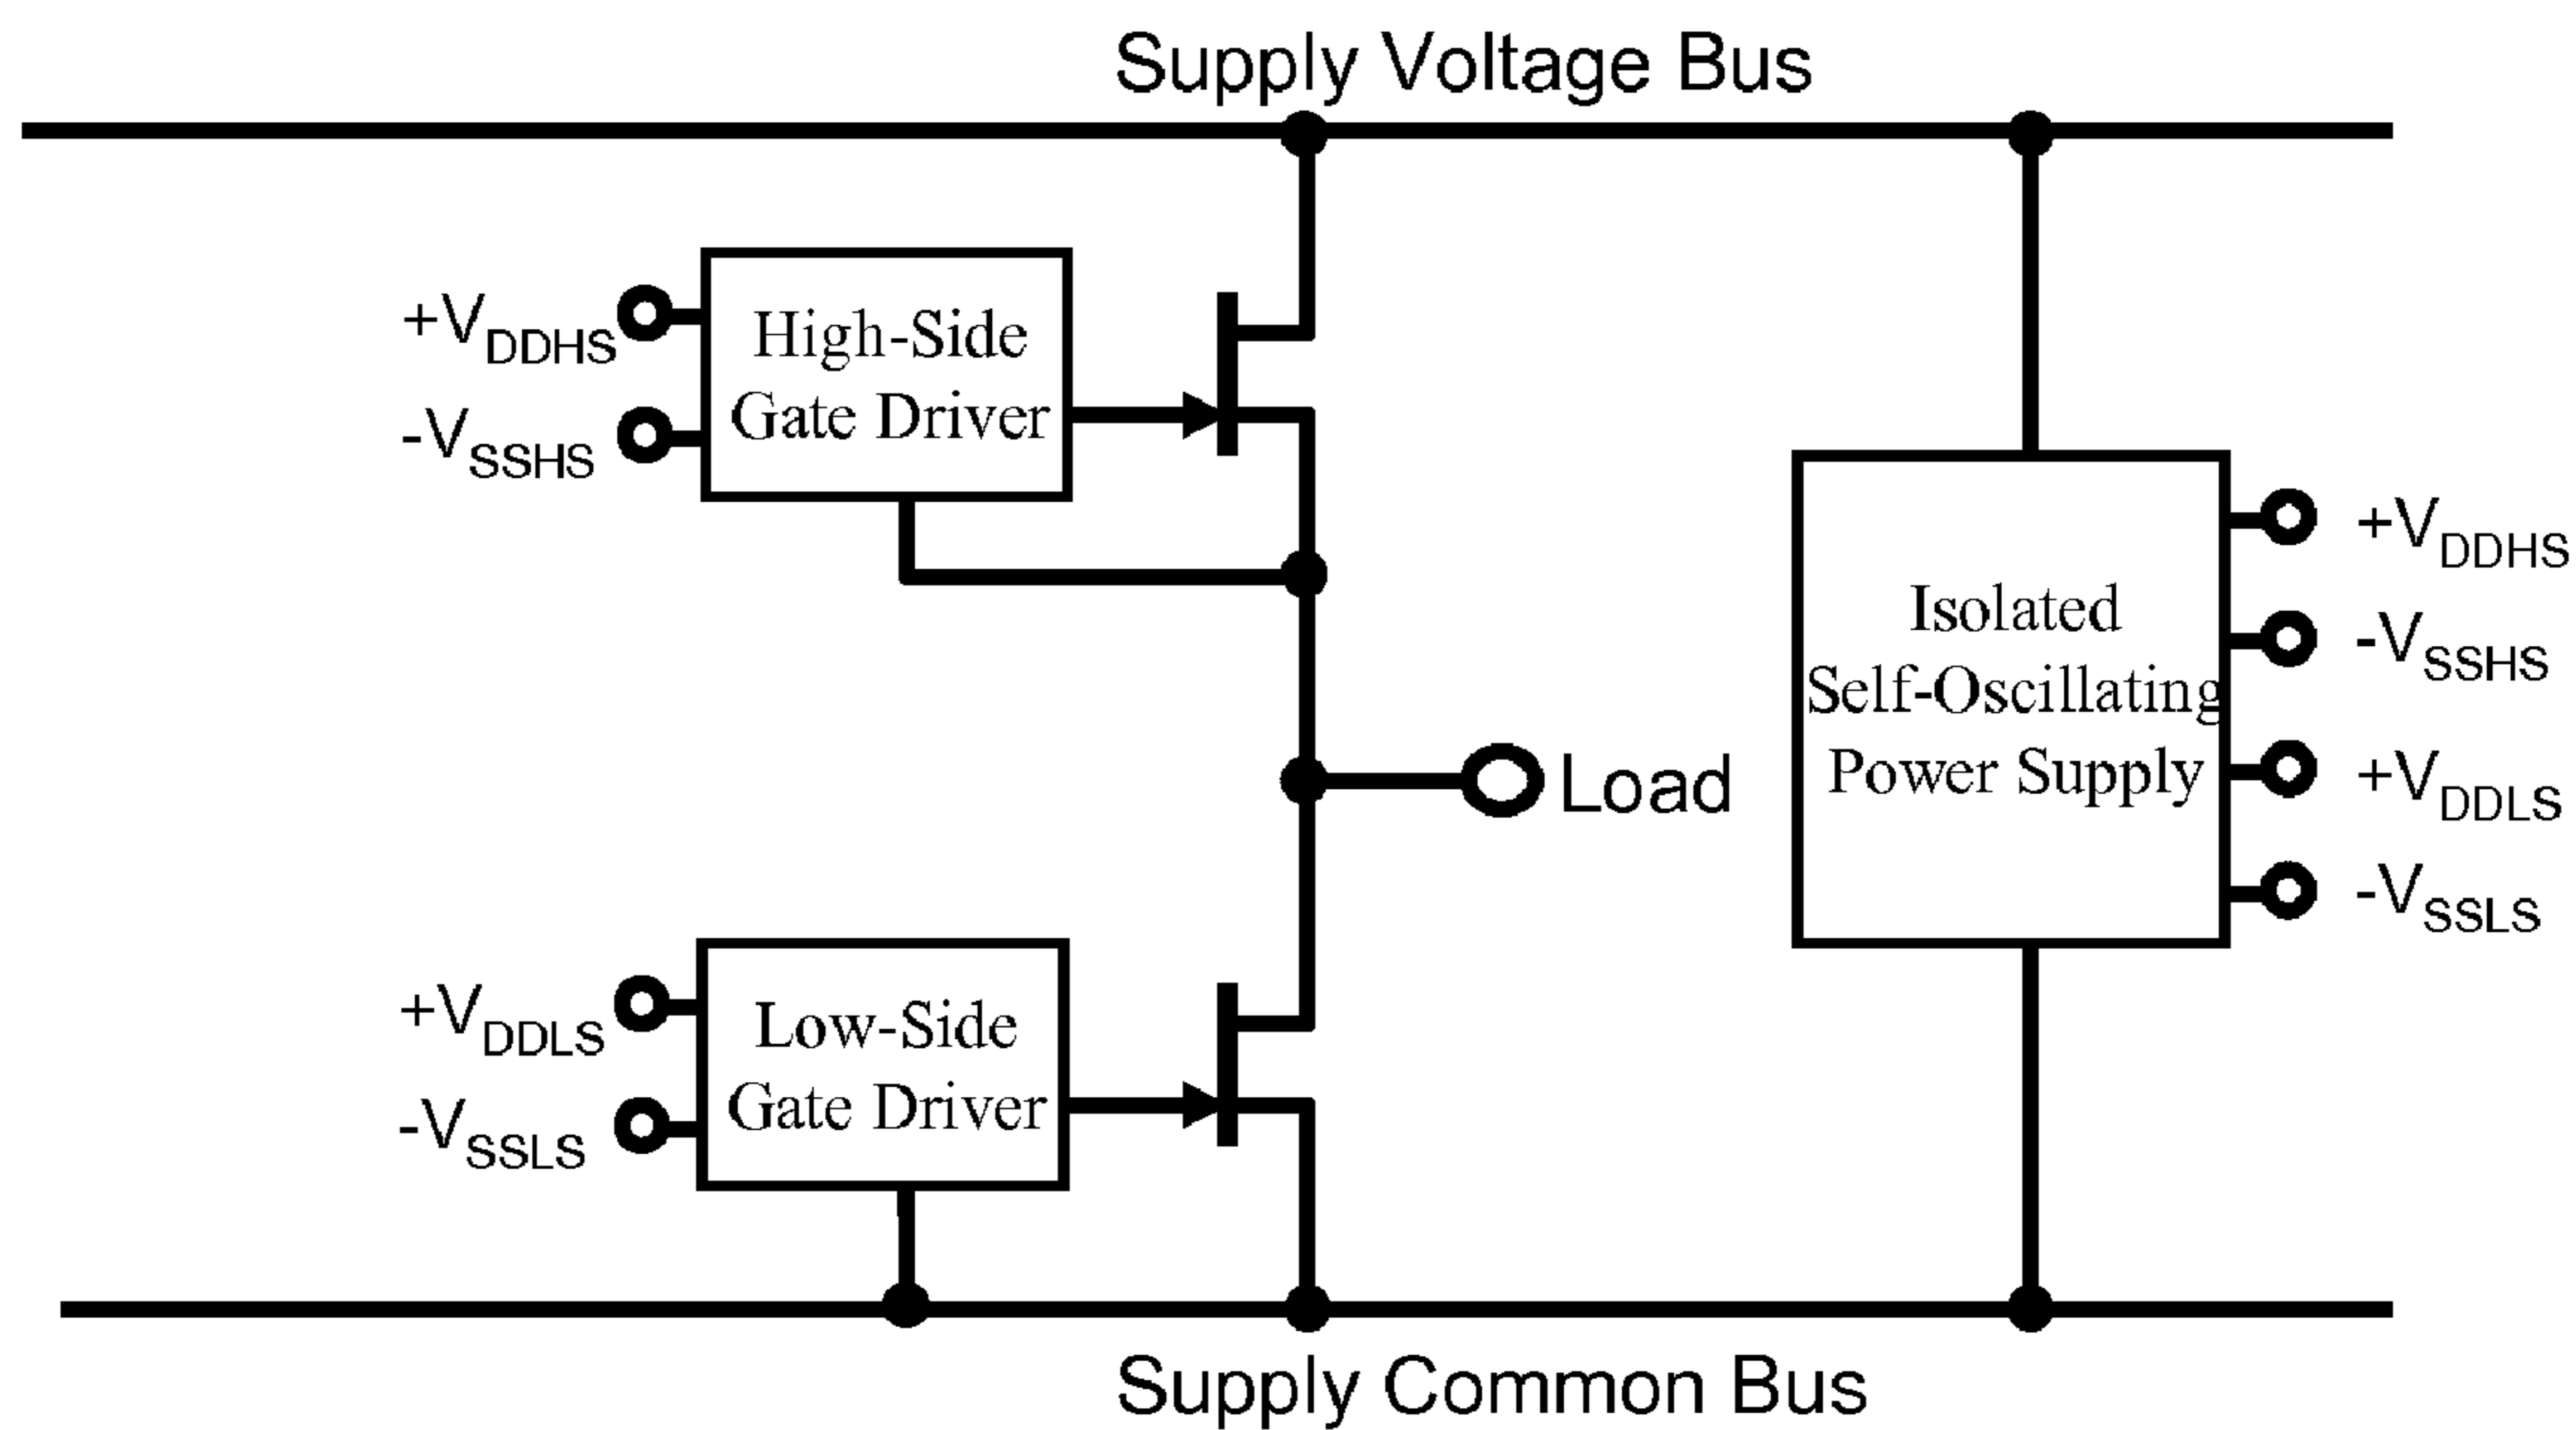 Supply Voltage Bus
+VDDHS
-VSSHS
High-Side
Gate Driver
Isolated
Self-Oscillating
Power Supply
+VDDHS
-VSSHS
+VDDLS
-VSSLS
Load
+VDDLS
-VSSLS
Low-Side
Gate Driver
Supply Common Bus